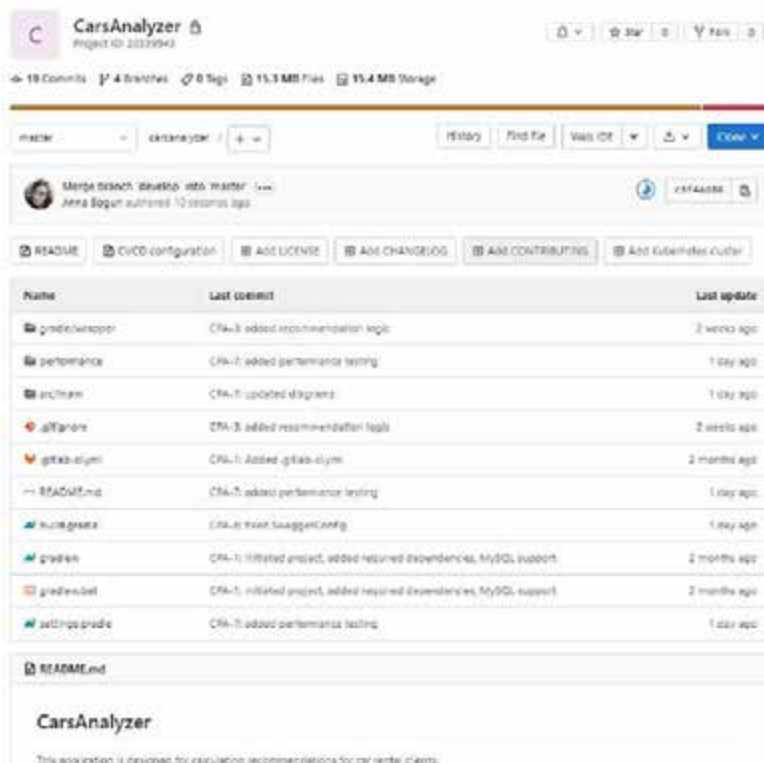 C
CarsAnalyzer
Project ID:
19 Commits 4 Branches 0 Tags 15.3 MB Files 15.4 MB Storage
Star 0 Fork 0
master carsanalyzer / + History Find file Web IDE Clone
Merge branch 'develop' into 'master'
Anna Bogun authored 10 seconds ago
README CI/CD configuration Add LICENSE Add CHANGELOG Add CONTRIBUTING Add Kubernetes cluster
Name Last commit Last update
gradle/wrapper CPA-3: added recommendation logic 2 weeks ago
performance CPA-7: added performance testing 1 day ago
src/main CPA-7: updated diagrams 1 day ago
.gitignore CPA-3: added recommendation logic 2 weeks ago
.gitlab-ci.yml CPA-1: Added .gitlab-ci.yml 2 months ago
README.md CPA-7: added performance testing 1 day ago
build.gradle SwaggerConfig 1 day ago
gradlew CPA-1: Initiated project, added required dependencies, MySQL support 2 months ago
gradlew.bat CPA-1: Initiated project, added required dependencies, MySQL support 2 months ago
settings.gradle CPA-7: added performance testing 1 day ago
README.md
CarsAnalyzer
This application is designed for calculation recommendations for car rental clients.